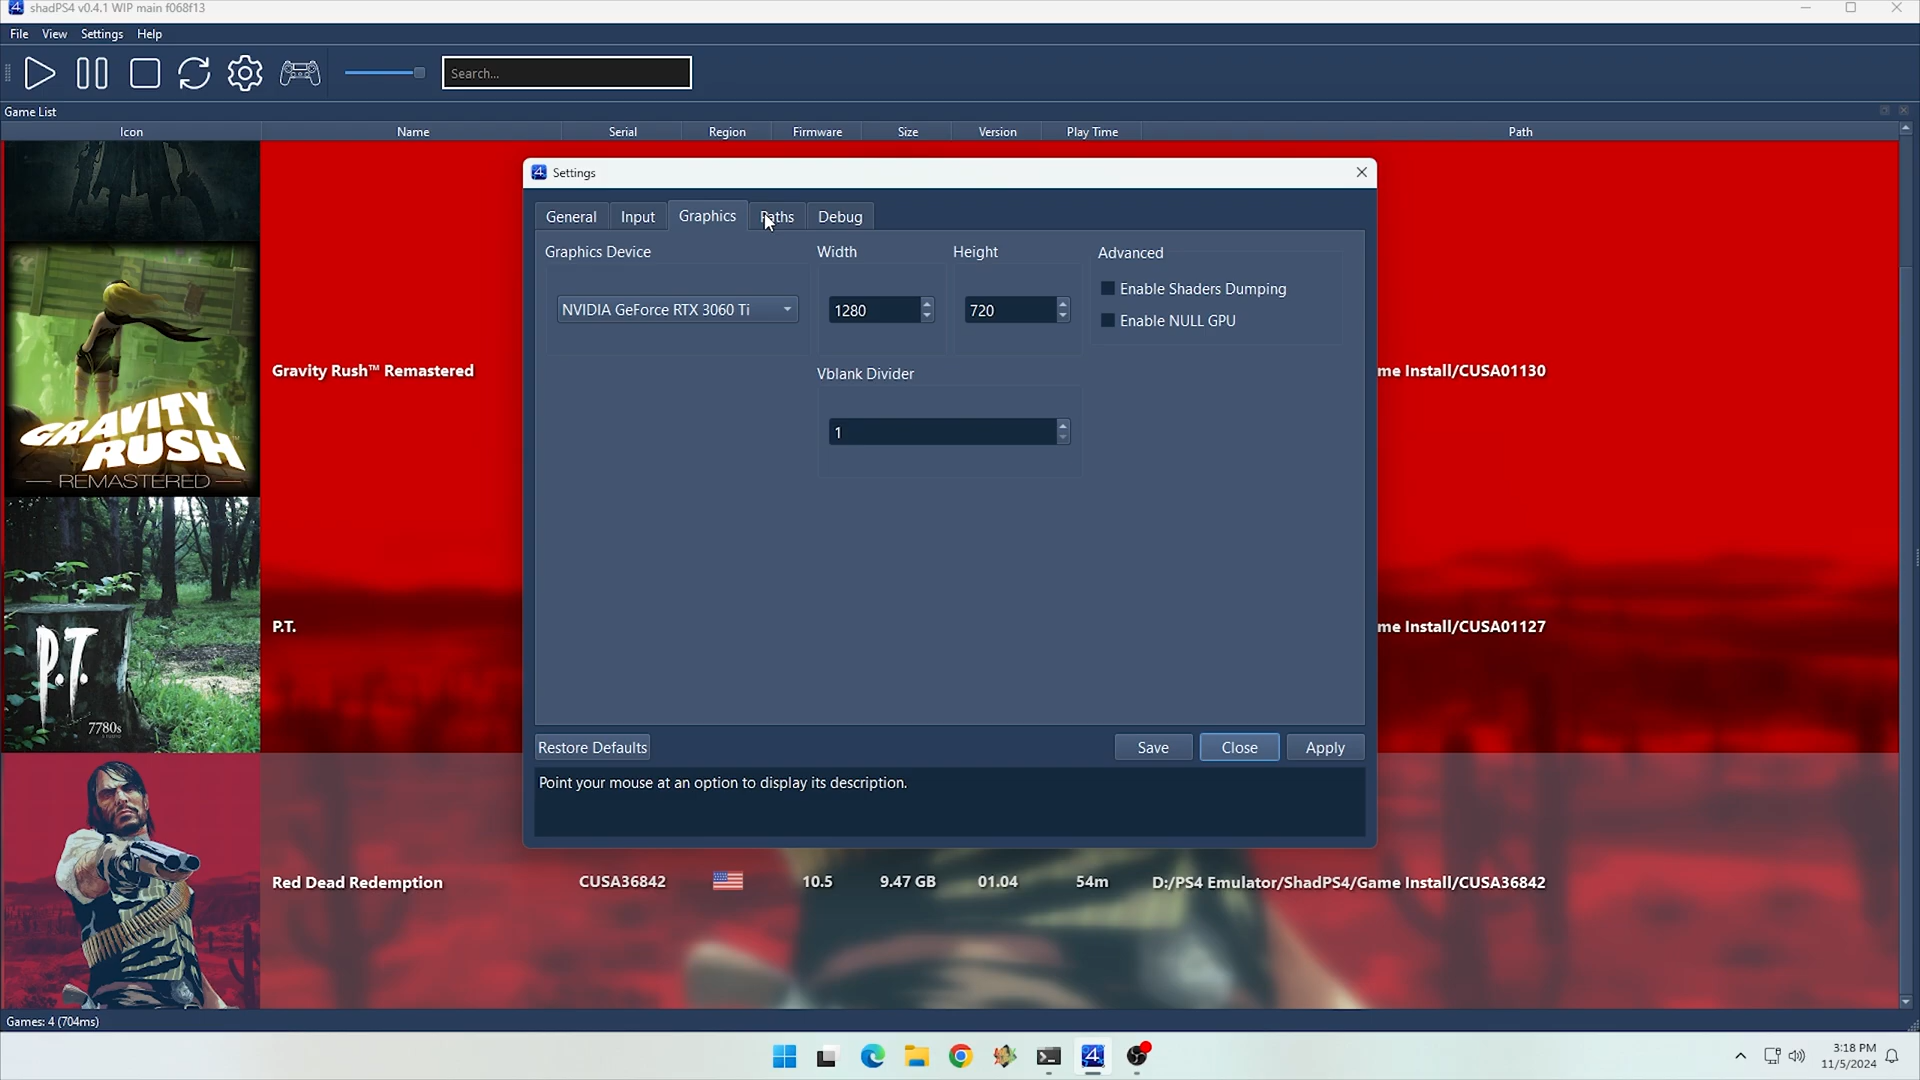 shadPS4 v0.4.1 WIP main f068f13
File View Settings Help
Search...
Game List
Icon Name Serial Region Firmware Size Version Play Time Path
Settings
General Input Graphics Paths Debug
Graphics Device Width Height Advanced
NVIDIA GeForce RTX 3060 Ti 1280 720 Enable Shaders Dumping
Enable NULL GPU
Vblank Divider
1
GRAVITY
RUSH
REMASTERED
Gravity Rush™ Remastered me Install/CUSA01130
P.T.
7780s
P.T. me Install/CUSA01127
Restore Defaults Save Close Apply
Point your mouse at an option to display its description.
Red Dead Redemption CUSA36842 10.5 9.47 GB 01.04 54m D:/PS4 Emulator/ShadPS4/Game Install/CUSA36842
Games: 4 (704ms)
3:18 PM
11/5/2024